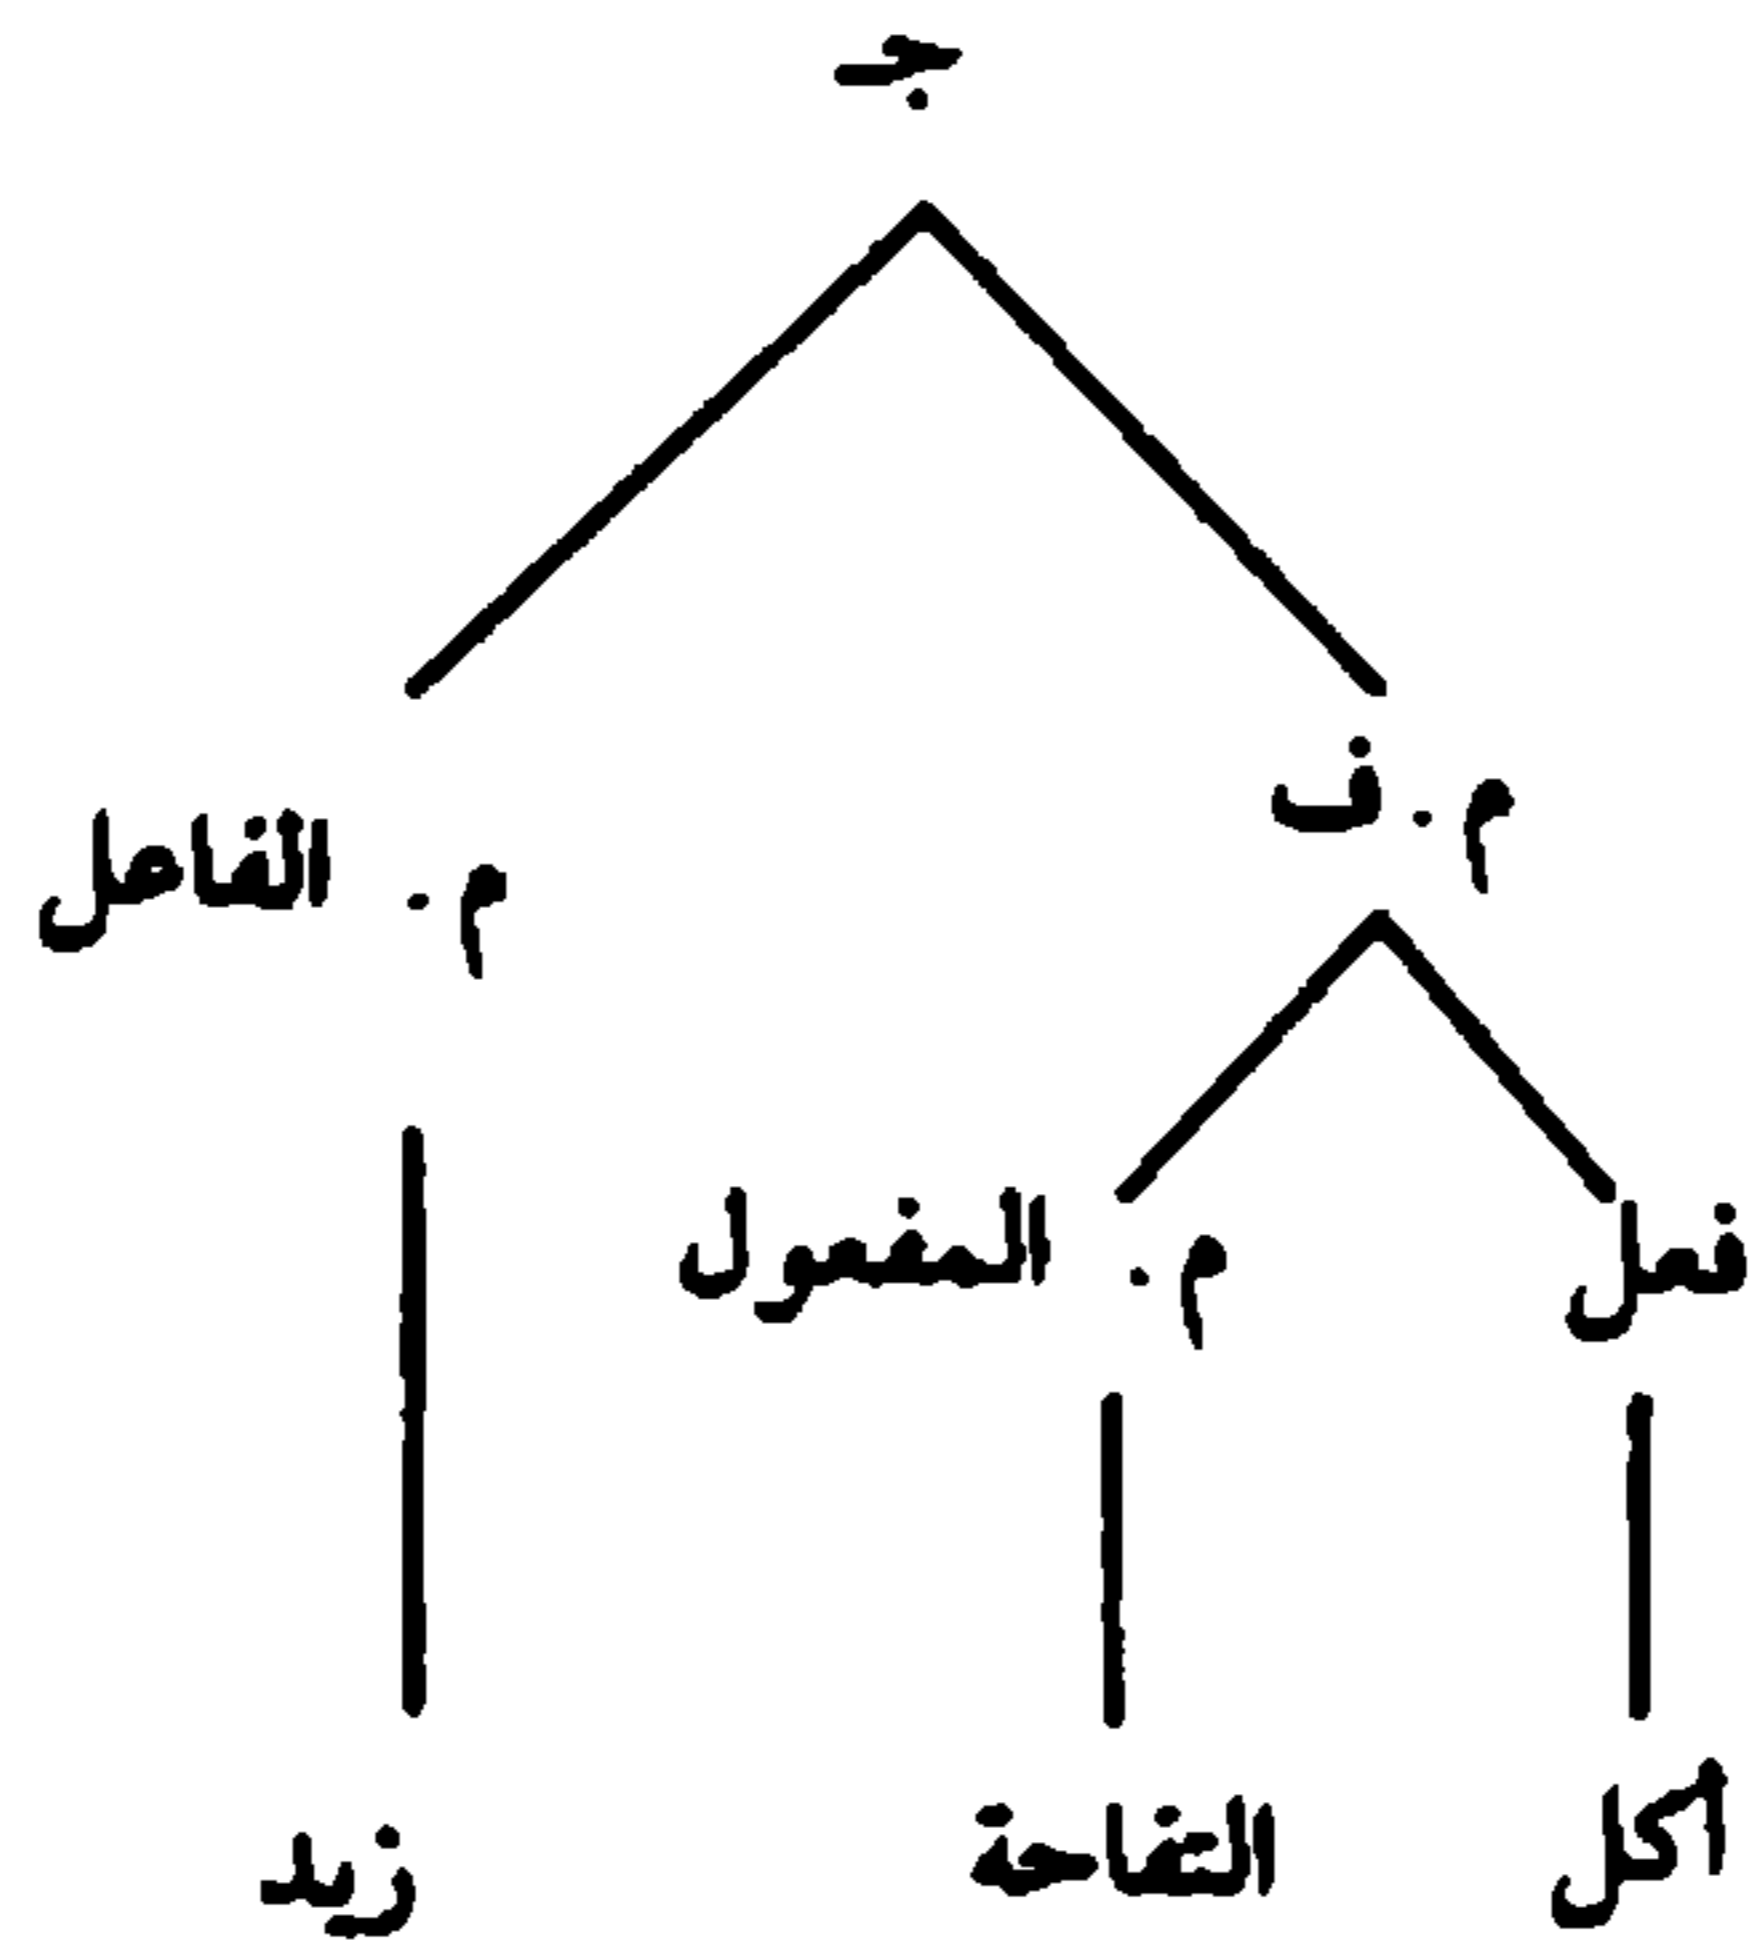 جـ
م.ف
م. الفاعل
فعل
م. المفعول
أكل
التفاحة
زيد